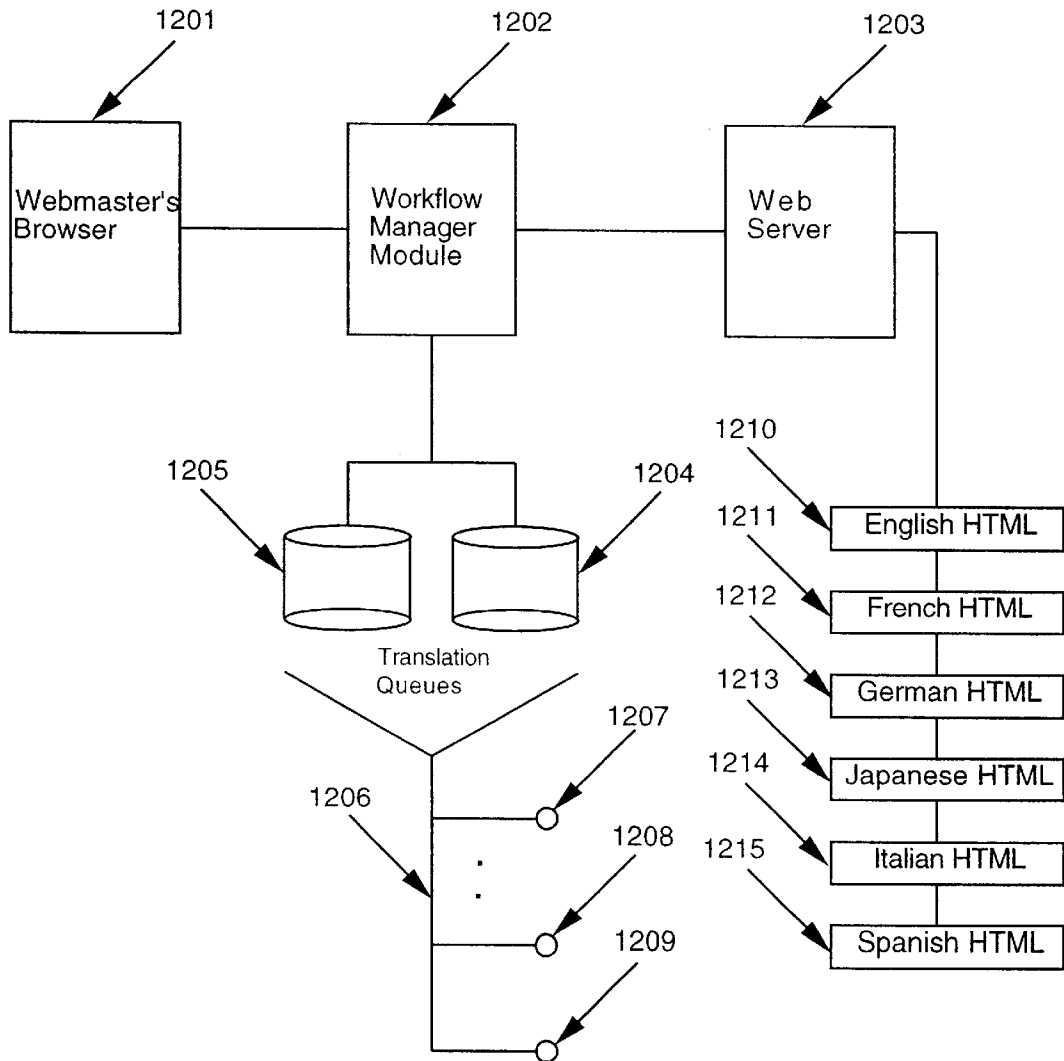 1201
1202
1203
Webmaster's
Browser
Workflow
Manager
Module
Web
Server
1205
1204
Translation
Queues
1206
1207
1208
1209
1210
English HTML
1211
French HTML
1212
German HTML
1213
Japanese HTML
1214
Italian HTML
1215
Spanish HTML